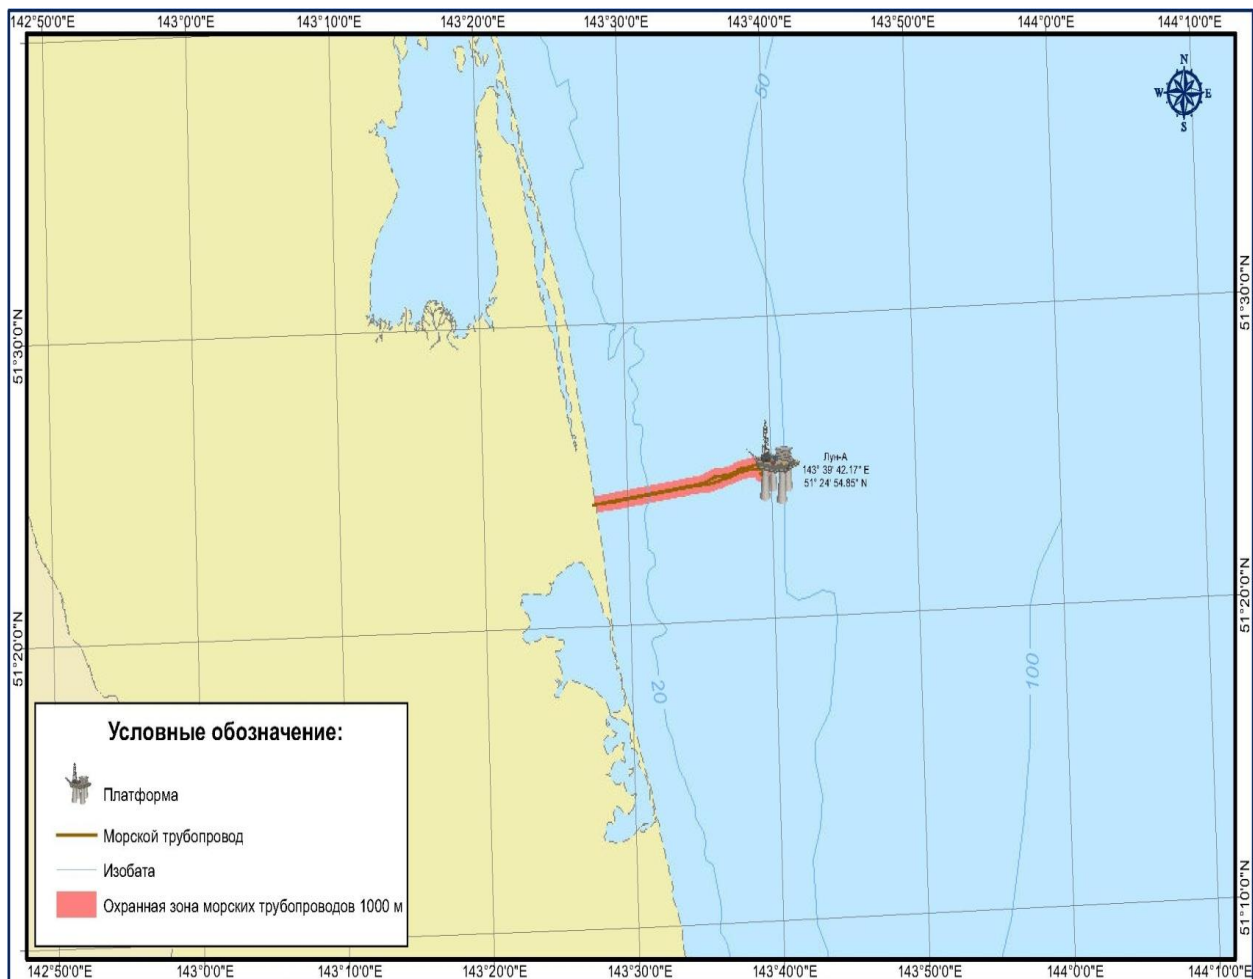 142°50'0"E 143°0'0"E 143°10'0"E 143°20'0"E 143°30'0"E 143°40'0"E 143°50'0"E 144°0'0"E 144°10'0"E
N
W E
S
50
51°30'0"N
51°30'0"N
Лун-А
143° 39' 42.17" E
51° 24' 54.85" N
51°20'0"N
51°20'0"N
20
100
Условные обозначение:
Платформа
Морской трубопровод
Изобата
Охранная зона морских трубопроводов 1000 м
51°10'0"N
142°50'0"E 143°0'0"E 143°10'0"E 143°20'0"E 143°30'0"E 143°40'0"E 143°50'0"E 144°0'0"E 144°10'0"E